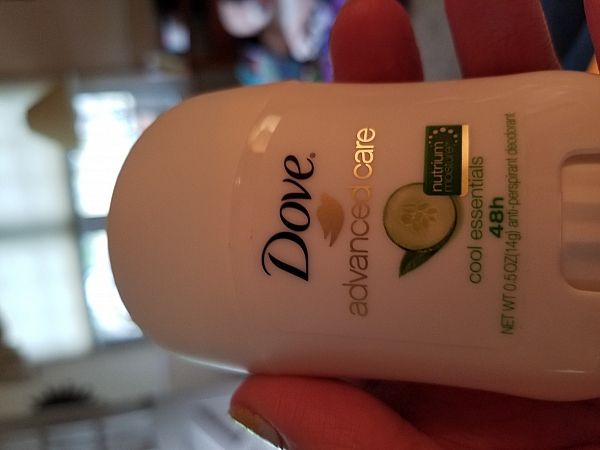 Dove
advanced care
nutrium
moisture
cool essentials
48h
NET WT 0.5 OZ (14g) anti-perspirant deodorant